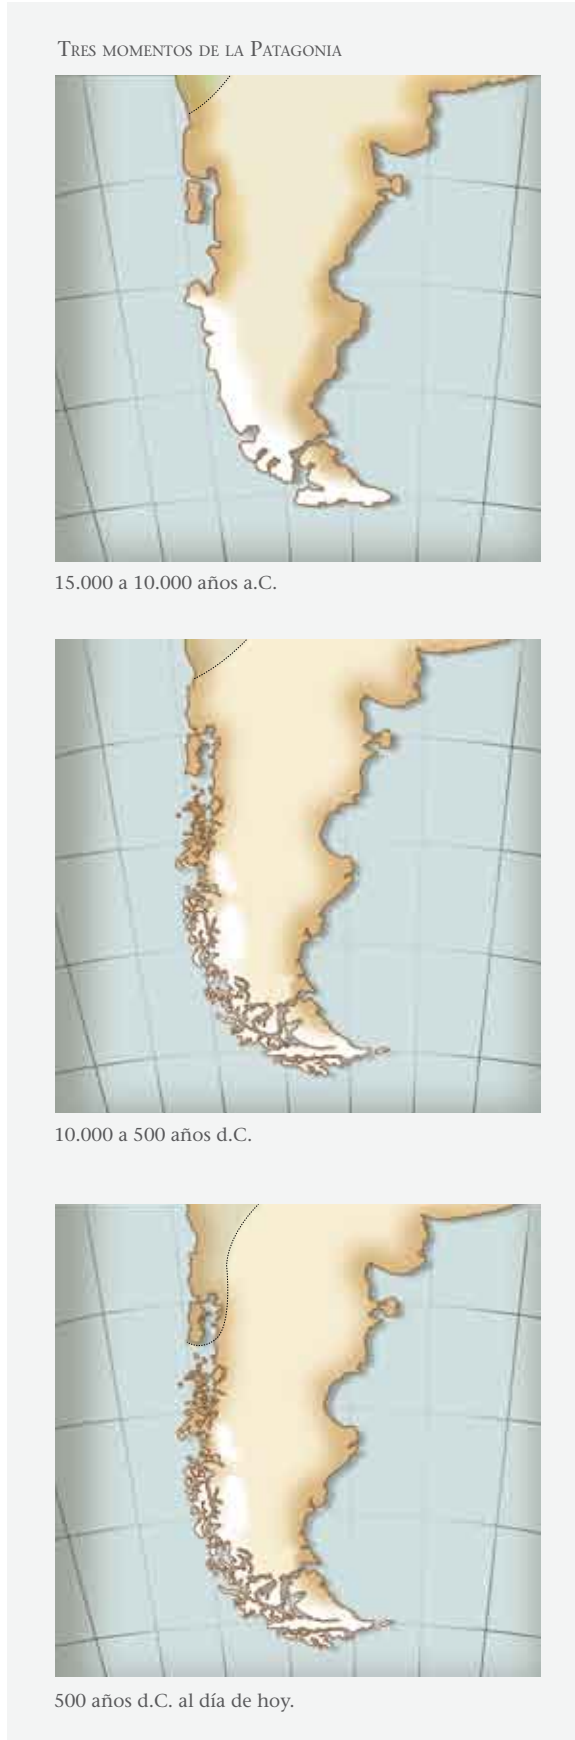 Tres momentos de la Patagonia
15.000 a 10.000 años a.C.
10.000 a 500 años d.C.
500 años d.C. al día de hoy.